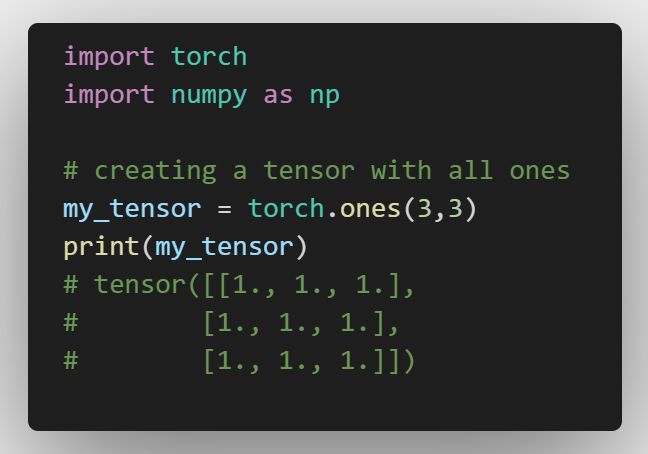 import torch
import numpy as np
# creating a tensor with all ones
my_tensor = torch.ones(3,3)
print(my_tensor)
# tensor([[1., 1., 1.],
#        [1., 1., 1.],
#        [1., 1., 1.]])